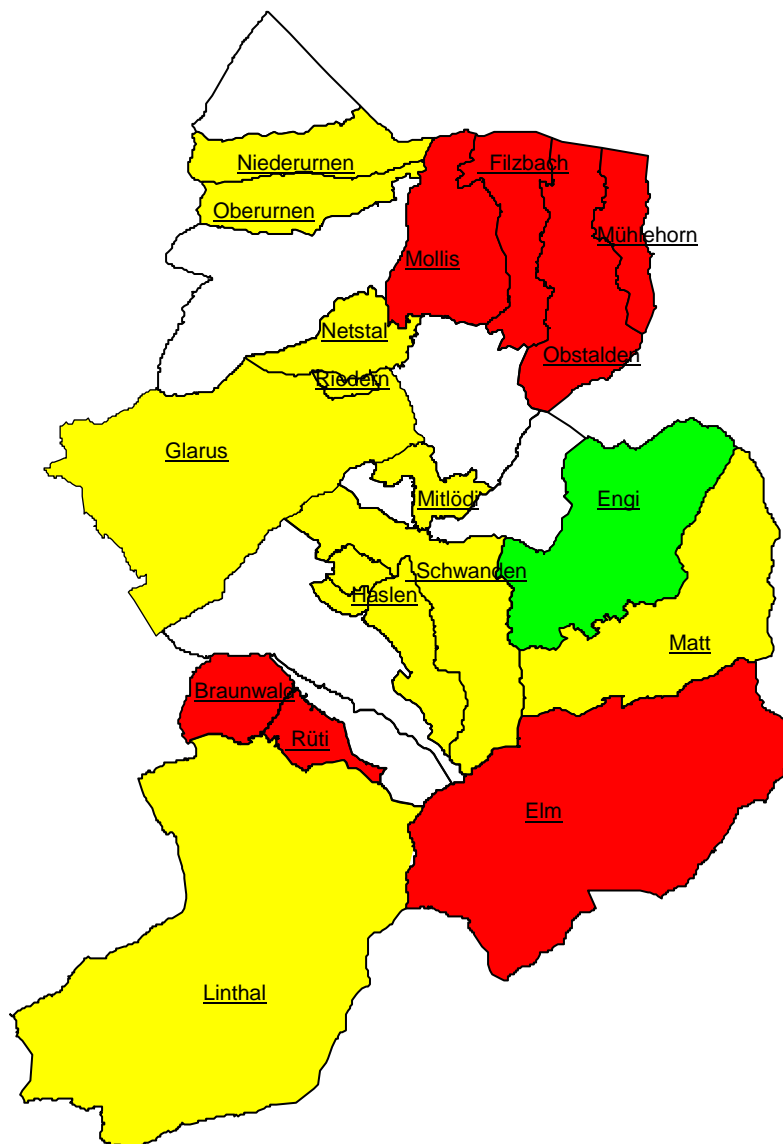 Niederurnen
Filzbach
Oberurnen
Mühlehorn
Mollis
Netstal
Obstalden
Riedern
Glarus
Mitlödi
Engi
Schwanden
Haslen
Matt
Braunwald
Rüti
Elm
Linthal